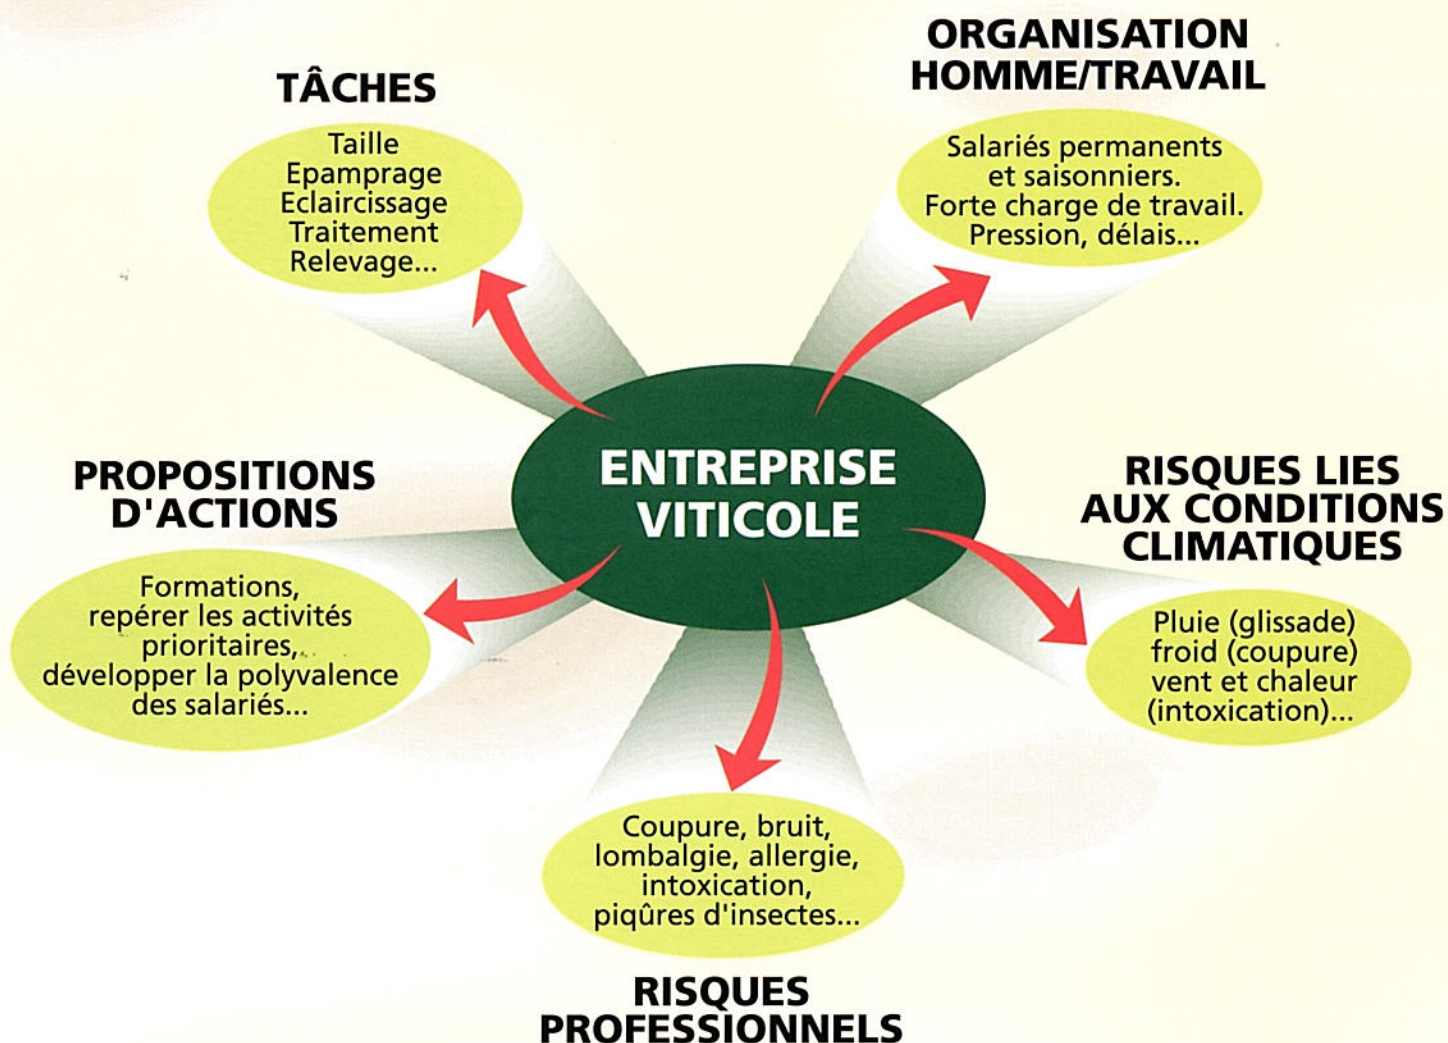 TÂCHES
Taille
Epamprage
Eclaircissage
Traitement
Relevage...
ORGANISATION
HOMME/TRAVAIL
Salariés permanents
et saisonniers.
Forte charge de travail.
Pression, délais...
ENTREPRISE
VITICOLE
PROPOSITIONS
D'ACTIONS
Formations,
repérer les activités
prioritaires,
développer la polyvalence
des salariés...
RISQUES LIES
AUX CONDITIONS
CLIMATIQUES
Pluie (glissade)
froid (coupure)
vent et chaleur
(intoxication)...
Coupure, bruit,
lombalgie, allergie,
intoxication,
piqûres d'insectes...
RISQUES
PROFESSIONNELS